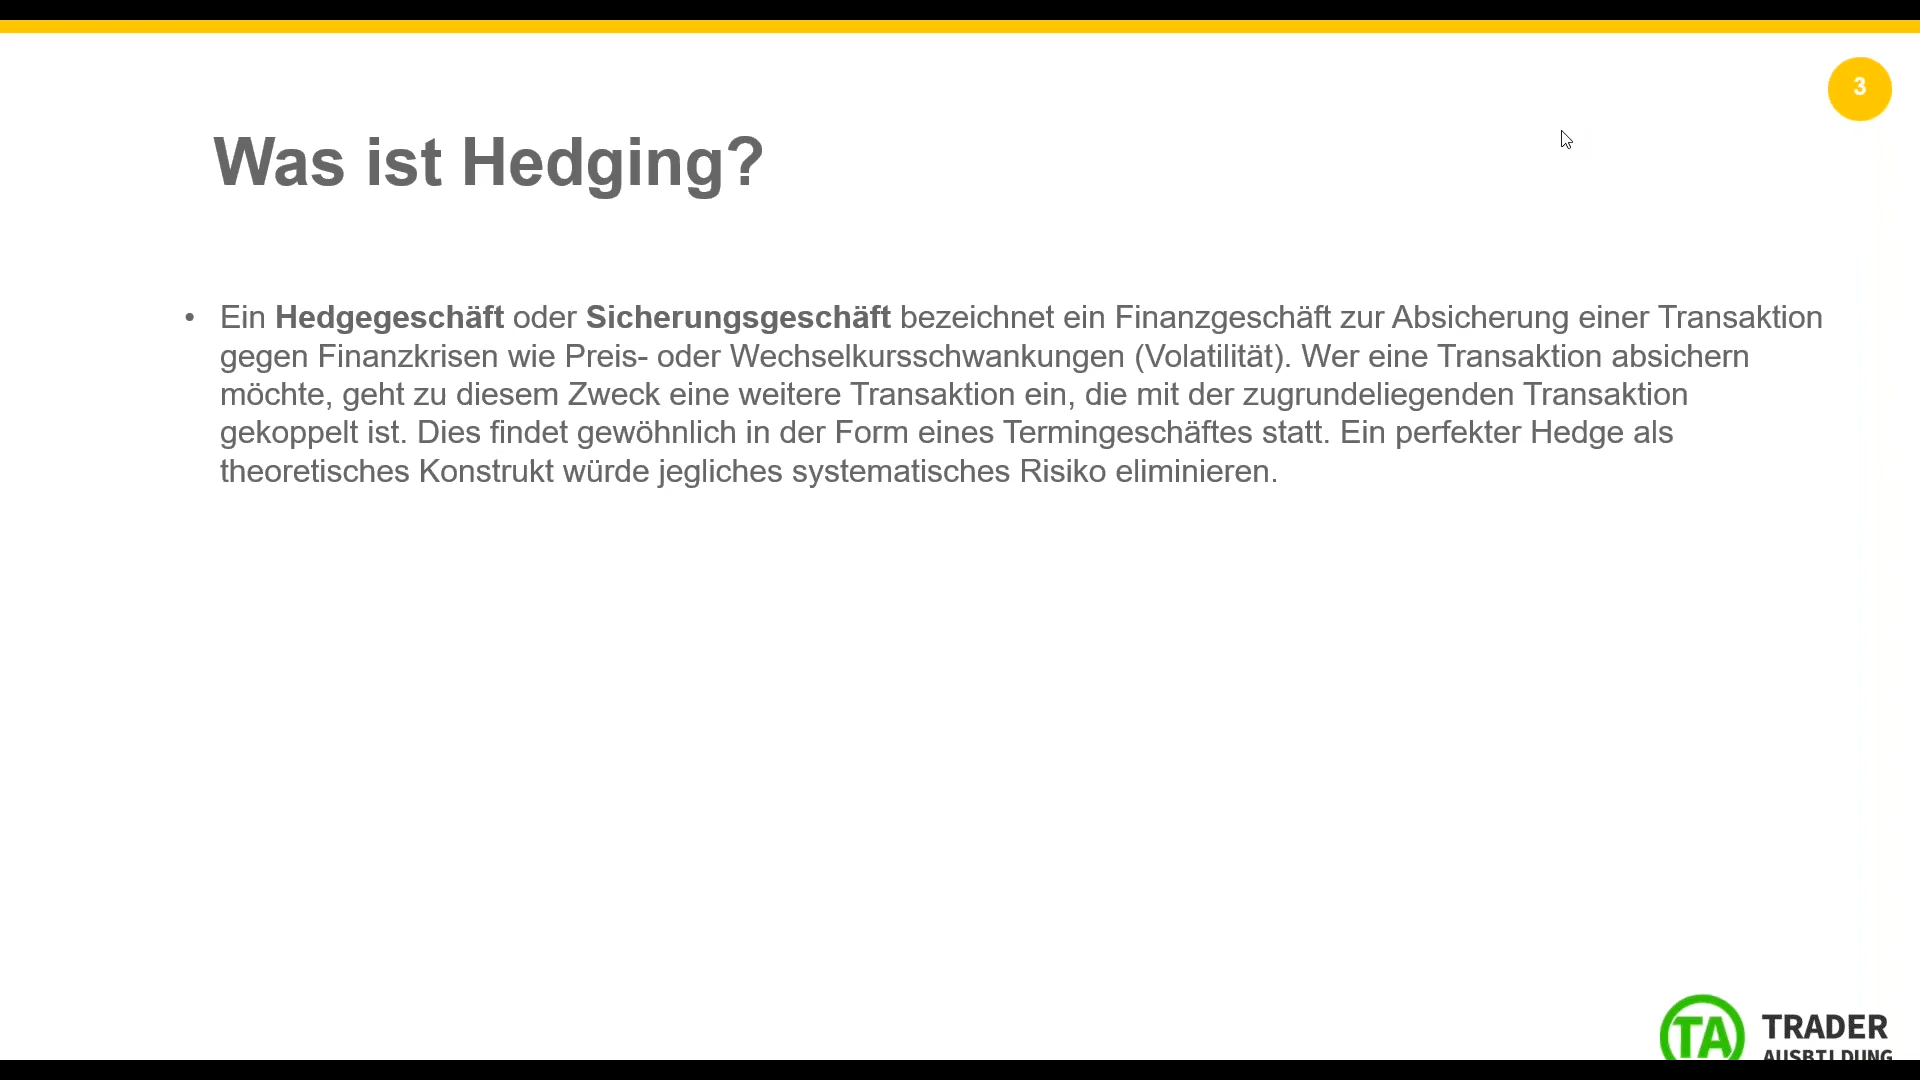 3
Was ist Hedging?
• Ein Hedgegeschäft oder Sicherungsgeschäft bezeichnet ein Finanzgeschäft zur Absicherung einer Transaktion
gegen Finanzkrisen wie Preis- oder Wechselkursschwankungen (Volatilität). Wer eine Transaktion absichern
möchte, geht zu diesem Zweck eine weitere Transaktion ein, die mit der zugrundeliegenden Transaktion
gekoppelt ist. Dies findet gewöhnlich in der Form eines Termingeschäftes statt. Ein perfekter Hedge als
theoretisches Konstrukt würde jegliches systematisches Risiko eliminieren.
TA TRADER
AUSBILDUNG